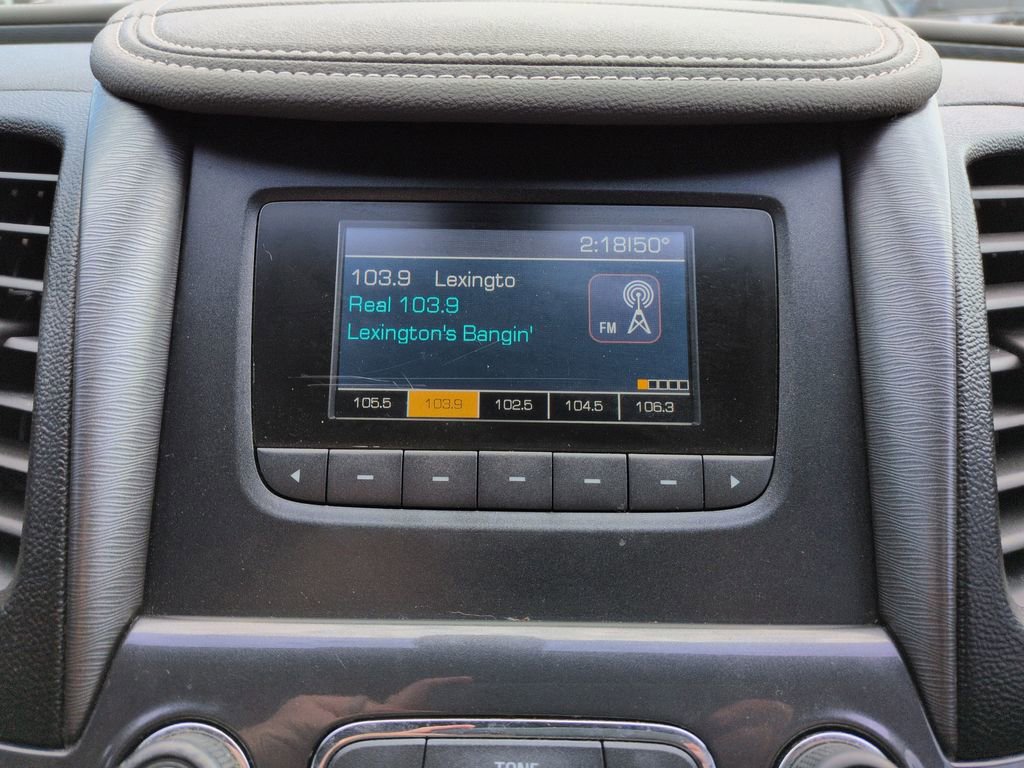 2:18|50°
103.9 Lexingto
Real 103.9
Lexington's Bangin'
FM
105.5 103.9 102.5 104.5 106.3
TONE